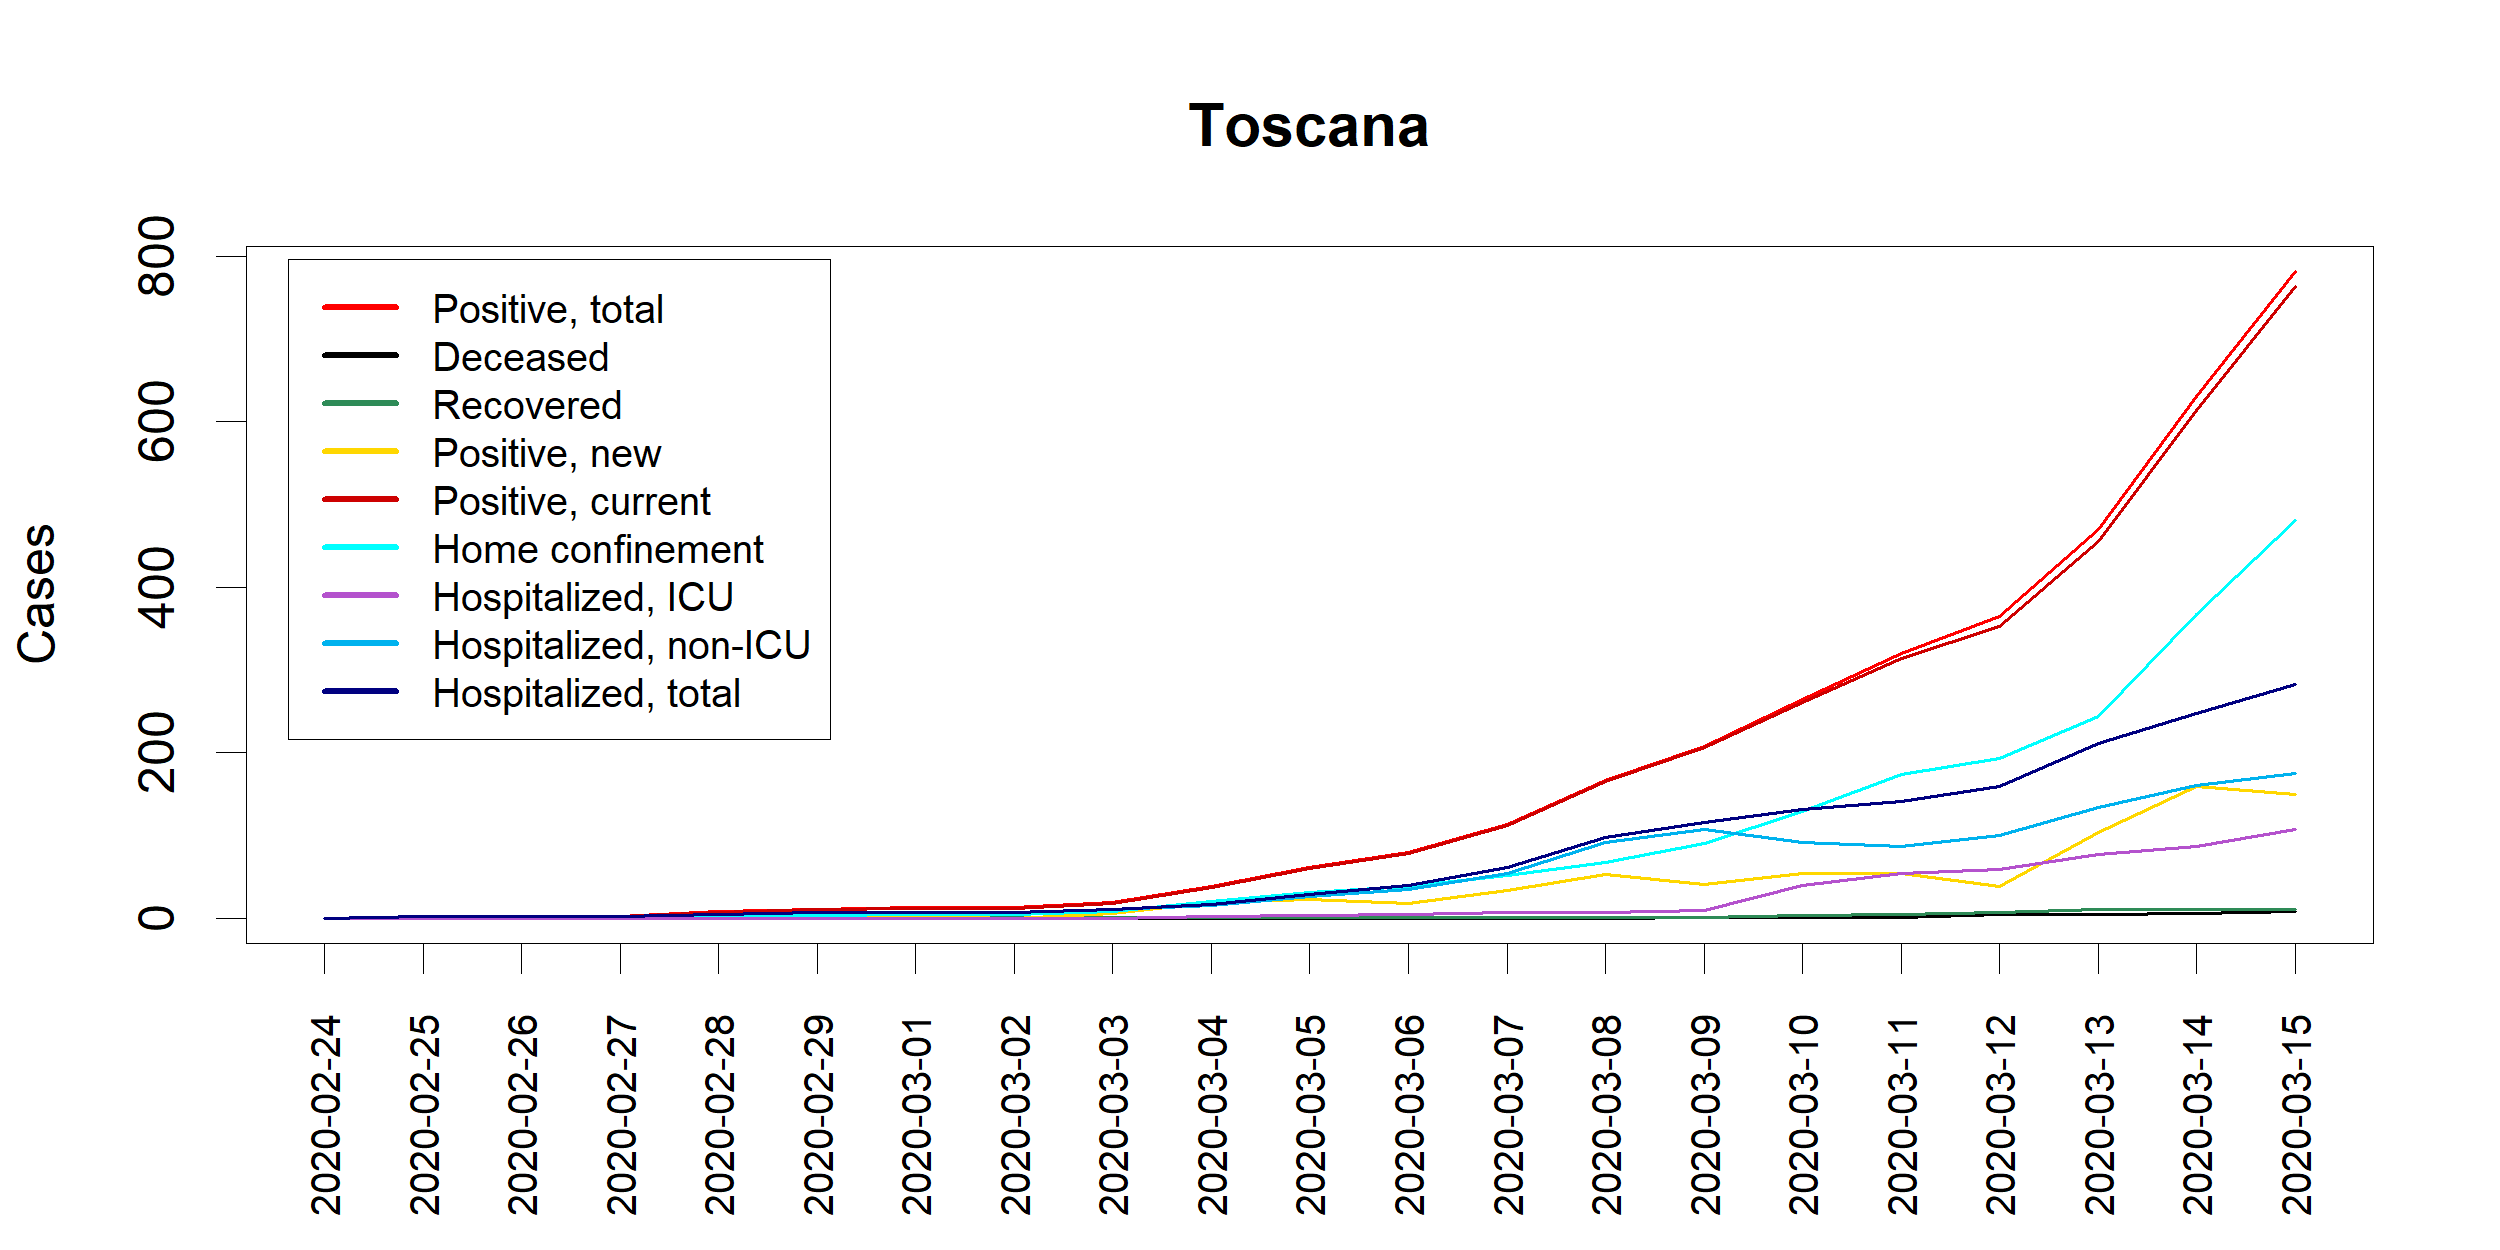 Toscana
Cases
800
600
400
200
0
Positive, total
Deceased
Recovered
Positive, new
Positive, current
Home confinement
Hospitalized, ICU
Hospitalized, non-ICU
Hospitalized, total
2020-02-24
2020-02-25
2020-02-26
2020-02-27
2020-02-28
2020-02-29
2020-03-01
2020-03-02
2020-03-03
2020-03-04
2020-03-05
2020-03-06
2020-03-07
2020-03-08
2020-03-09
2020-03-10
2020-03-11
2020-03-12
2020-03-13
2020-03-14
2020-03-15